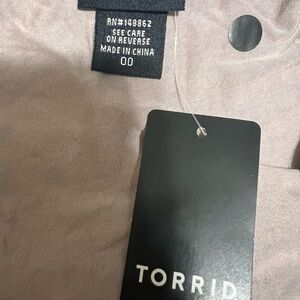 RN#148862
SEE CARE
ON REVERSE
MADE IN CHINA
00
TORRID